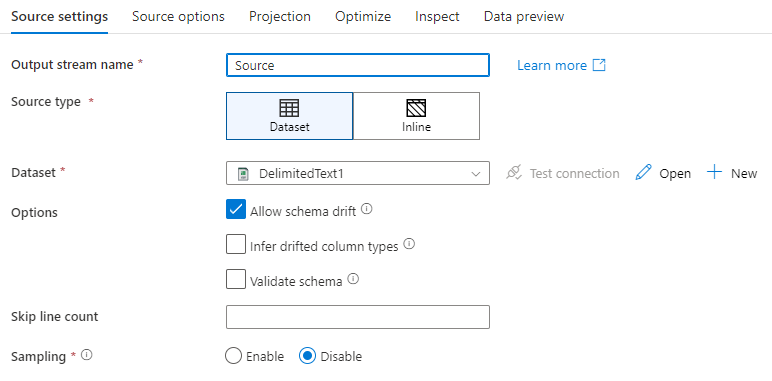 Source settings Source options Projection Optimize Inspect Data preview
Output stream name * Source Learn more
Source type * Dataset Inline
Dataset * DelimitedText1 Test connection Open New
Options Allow schema drift
Infer drifted column types
Validate schema
Skip line count
Sampling * Enable Disable